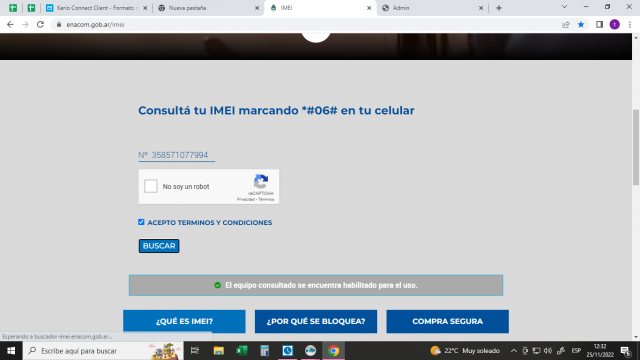 Kerio Connect Client - Formato -
Nueva pestaña
IMEI
Admin
enacom.gob.ar/imei
t
Consultá tu IMEI marcando *#06# en tu celular
Nº 358571077994
No soy un robot
reCAPTCHA
Privacidad - Términos
ACEPTO TERMINOS Y CONDICIONES
BUSCAR
El equipo consultado se encuentra habilitado para el uso.
¿QUÉ ES IMEI?
¿POR QUÉ SE BLOQUEA?
COMPRA SEGURA
Esperando a buscador-imei.enacom.gob.ar...
Escribe aquí para buscar
22°C Muy soleado
ESP
12:32
25/11/2022